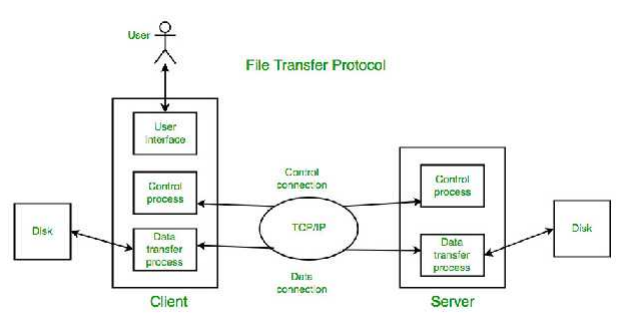 User
File Transfer Protocol
User
Interface
Control
process
Data
transfer
process
Disk
Client
Control
connection
TCP/IP
Data
connection
Control
process
Data
transfer
process
Server
Disk